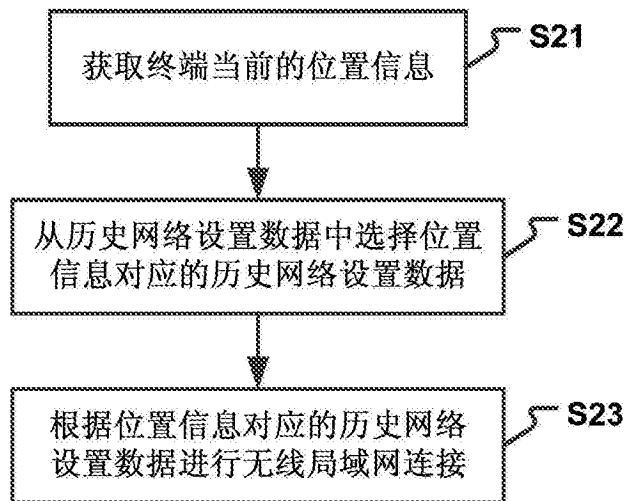 获取终端当前的位置信息
S21
从历史网络设置数据中选择位置
信息对应的历史网络设置数据
S22
根据位置信息对应的历史网络
设置数据进行无线局域网连接
S23